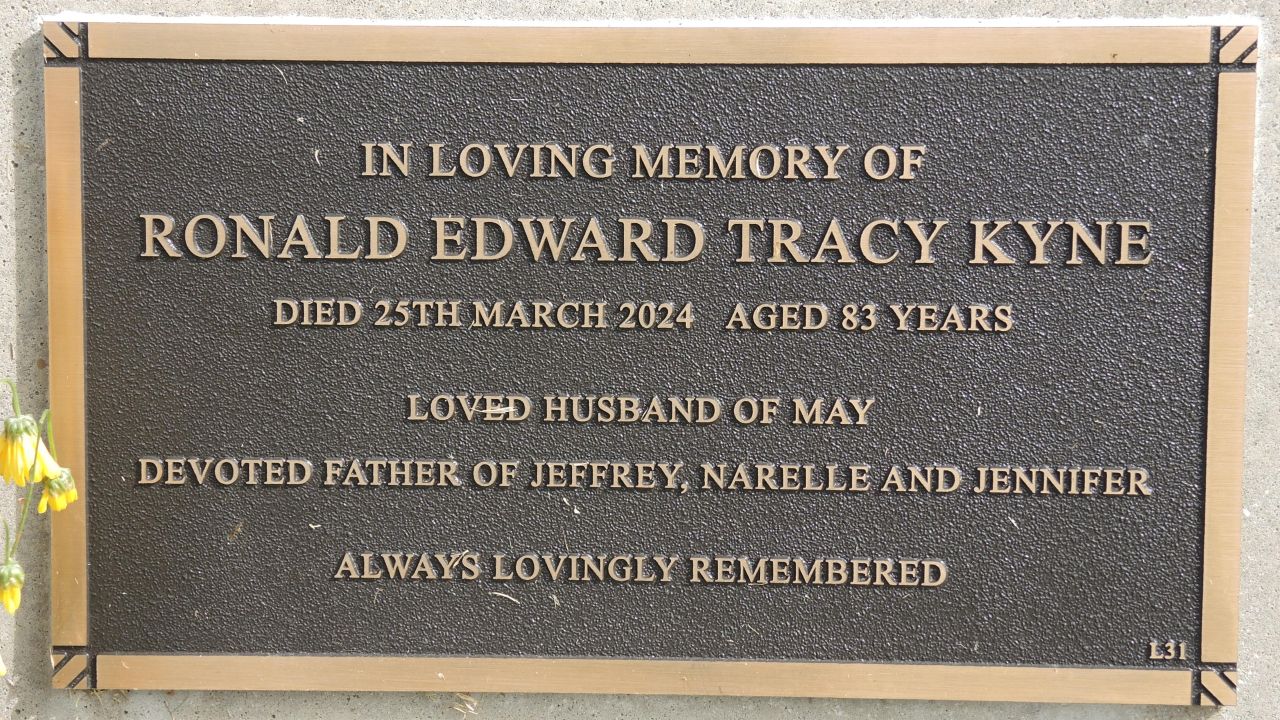 IN LOVING MEMORY OF
RONALD EDWARD TRACY KYNE
DIED 25TH MARCH 2024 AGED 83 YEARS
LOVED HUSBAND OF MAY
DEVOTED FATHER OF JEFFREY, NARELLE AND JENNIFER
ALWAYS LOVINGLY REMEMBERED
L31